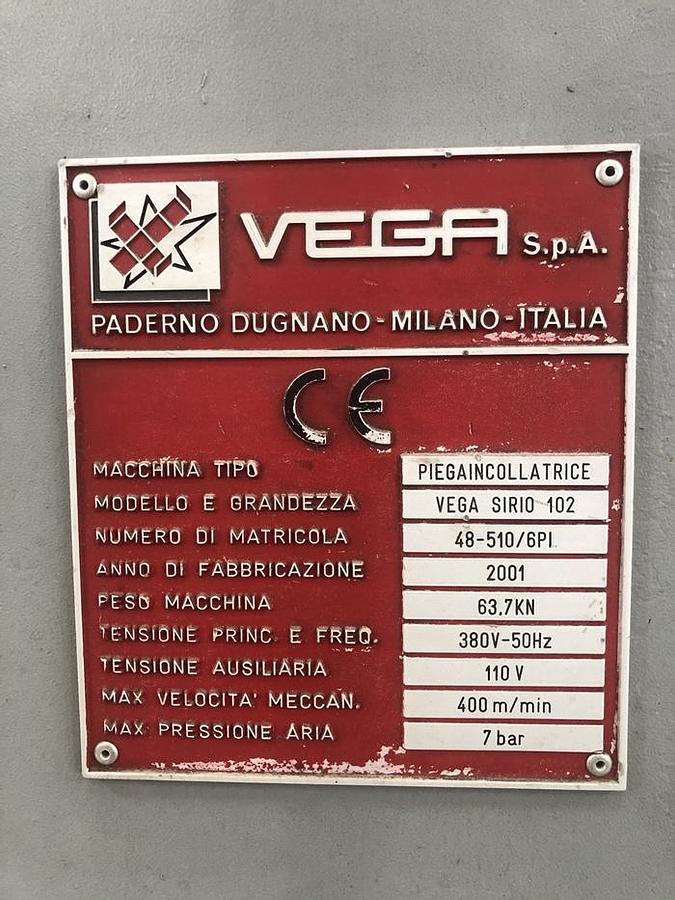 VEGA S.p.A.
PADERNO DUGNANO-MILANO-ITALIA
CE
MACCHINA TIPO PIEGAINCOLLATRICE
MODELLO E GRANDEZZA VEGA SIRIO 102
NUMERO DI MATRICOLA 48-510/6PI
ANNO DI FABBRICAZIONE 2001
PESO MACCHINA 63.7KN
TENSIONE PRINC. E FREQ. 380V-50Hz
TENSIONE AUSILIARIA 110 V
MAX VELOCITA' MECCAN. 400 m/min
MAX PRESSIONE ARIA 7 bar